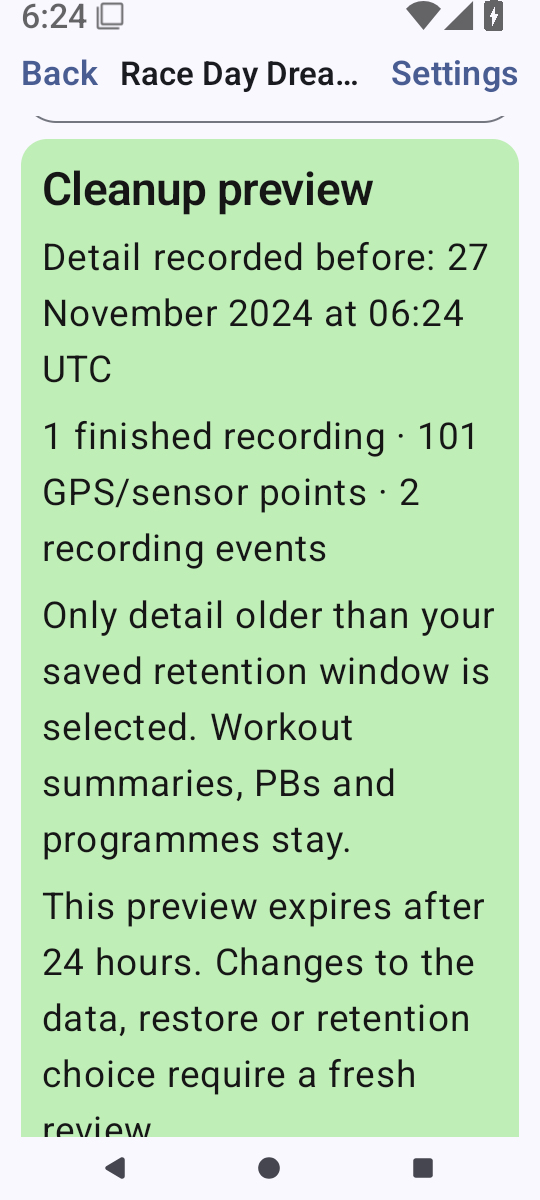 6:24
Back Race Day Drea... Settings
Cleanup preview
Detail recorded before: 27
November 2024 at 06:24
UTC
1 finished recording · 101
GPS/sensor points · 2
recording events
Only detail older than your
saved retention window is
selected. Workout
summaries, PBs and
programmes stay.
This preview expires after
24 hours. Changes to the
data, restore or retention
choice require a fresh
review